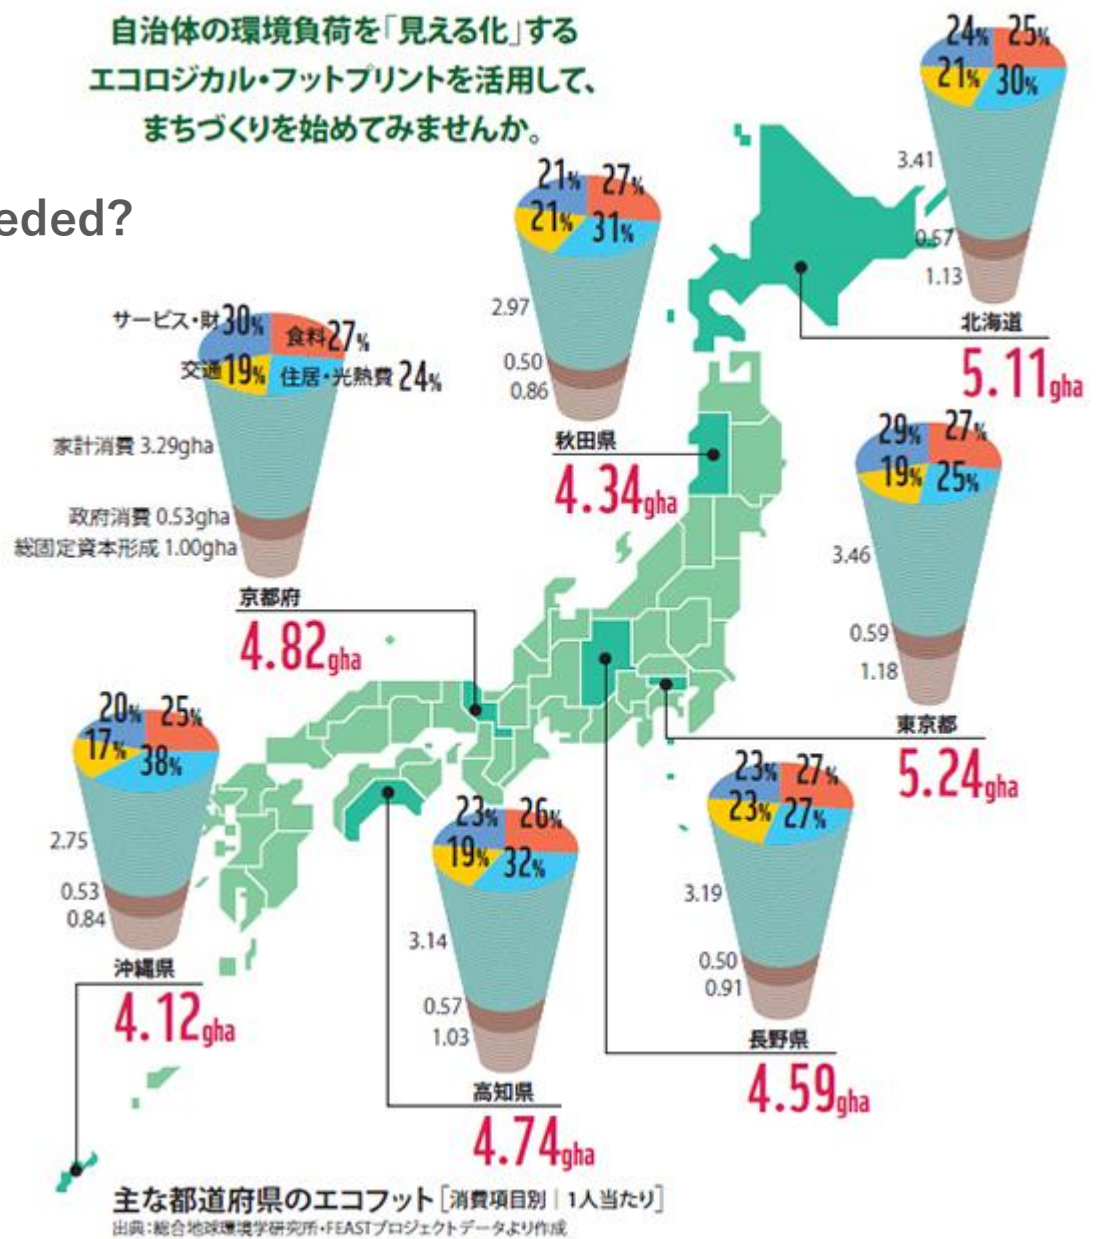 自治体の環境負荷を「見える化」する
エコロジカル・フットプリントを活用して、
まちづくりを始めてみませんか。
eded?
24% 25%
21% 30%
3.41
0.57
1.13
北海道
5.11gha
21% 27%
21% 31%
2.97
0.50
0.86
秋田県
4.34gha
サービス・財30% 食料27%
交通19% 住居・光熱費 24%
家計消費 3.29gha
政府消費 0.53gha
総固定資本形成 1.00gha
京都府
4.82gha
29% 27%
19% 25%
3.46
0.59
1.18
東京都
5.24gha
20% 25%
17% 38%
2.75
0.53
0.84
沖縄県
4.12gha
23% 26%
19% 32%
3.14
0.57
1.03
高知県
4.74gha
23% 27%
23% 27%
3.19
0.50
0.91
長野県
4.59gha
主な都道府県のエコフット［消費項目別｜1人当たり］
出典：総合地球環境学研究所・FEASTプロジェクトデータより作成